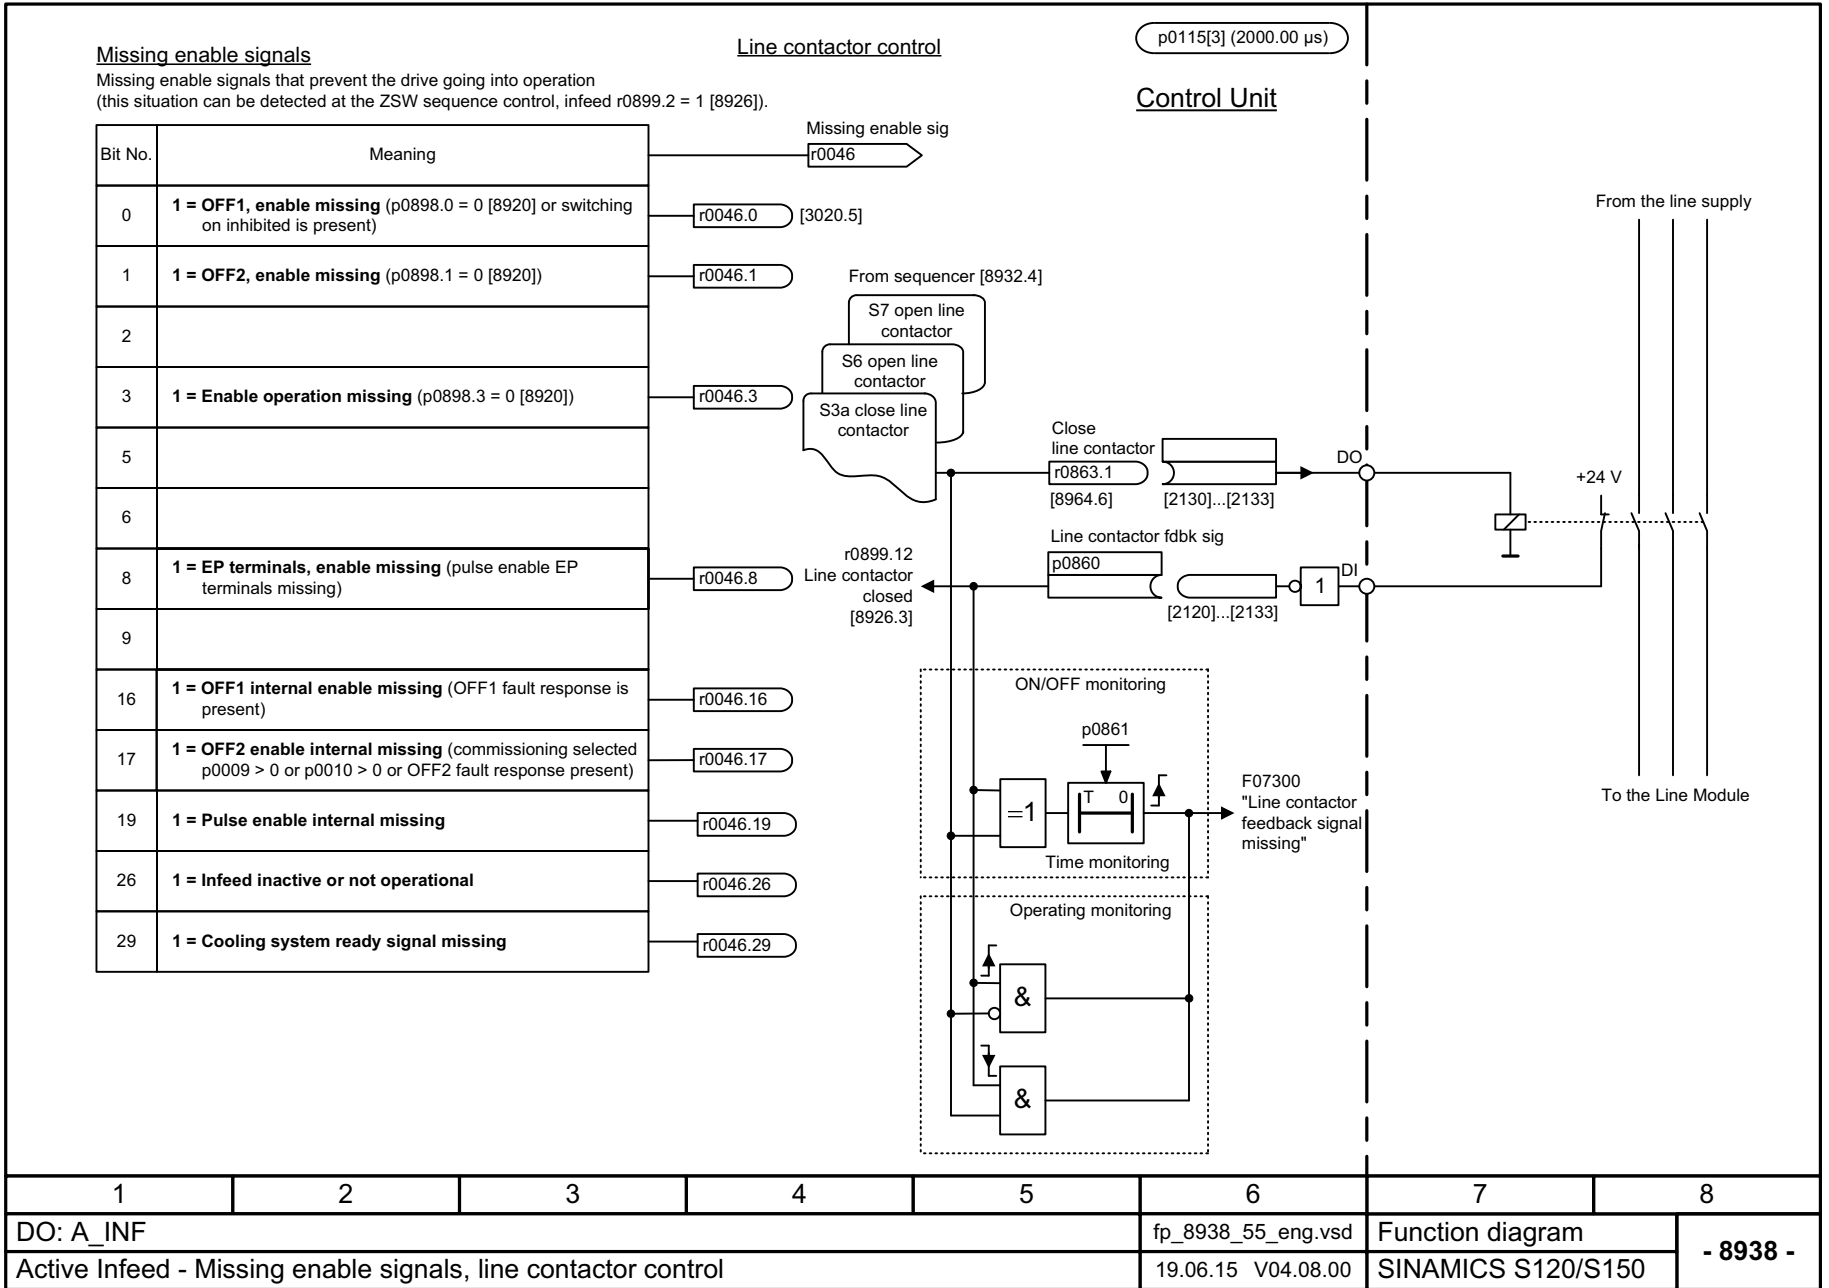 Missing enable signals
Missing enable signals that prevent the drive going into operation
(this situation can be detected at the ZSW sequence control, infeed r0899.2 = 1 [8926]).
Line contactor control
p0115[3] (2000.00 µs)
Control Unit
Bit No.
Meaning
Missing enable sig
r0046
0
1 = OFF1, enable missing (p0898.0 = 0 [8920] or switching
on inhibited is present)
r0046.0
[3020.5]
1
1 = OFF2, enable missing (p0898.1 = 0 [8920])
r0046.1
2
3
1 = Enable operation missing (p0898.3 = 0 [8920])
r0046.3
5
6
8
1 = EP terminals, enable missing (pulse enable EP
terminals missing)
r0046.8
9
16
1 = OFF1 internal enable missing (OFF1 fault response is
present)
r0046.16
17
1 = OFF2 enable internal missing (commissioning selected
p0009 > 0 or p0010 > 0 or OFF2 fault response present)
r0046.17
19
1 = Pulse enable internal missing
r0046.19
26
1 = Infeed inactive or not operational
r0046.26
29
1 = Cooling system ready signal missing
r0046.29
From sequencer [8932.4]
S7 open line
contactor
S6 open line
contactor
S3a close line
contactor
Close
line contactor
r0863.1
[8964.6]
[2130]...[2133]
DO
Line contactor fdbk sig
p0860
[2120]...[2133]
1
DI
r0899.12
Line contactor
closed
[8926.3]
From the line supply
+24 V
To the Line Module
ON/OFF monitoring
p0861
=1
T 0
Time monitoring
F07300
"Line contactor
feedback signal
missing"
Operating monitoring
&
&
1 2 3 4 5 6 7 8
DO: A_INF
fp_8938_55_eng.vsd
Function diagram
- 8938 -
Active Infeed - Missing enable signals, line contactor control
19.06.15 V04.08.00
SINAMICS S120/S150